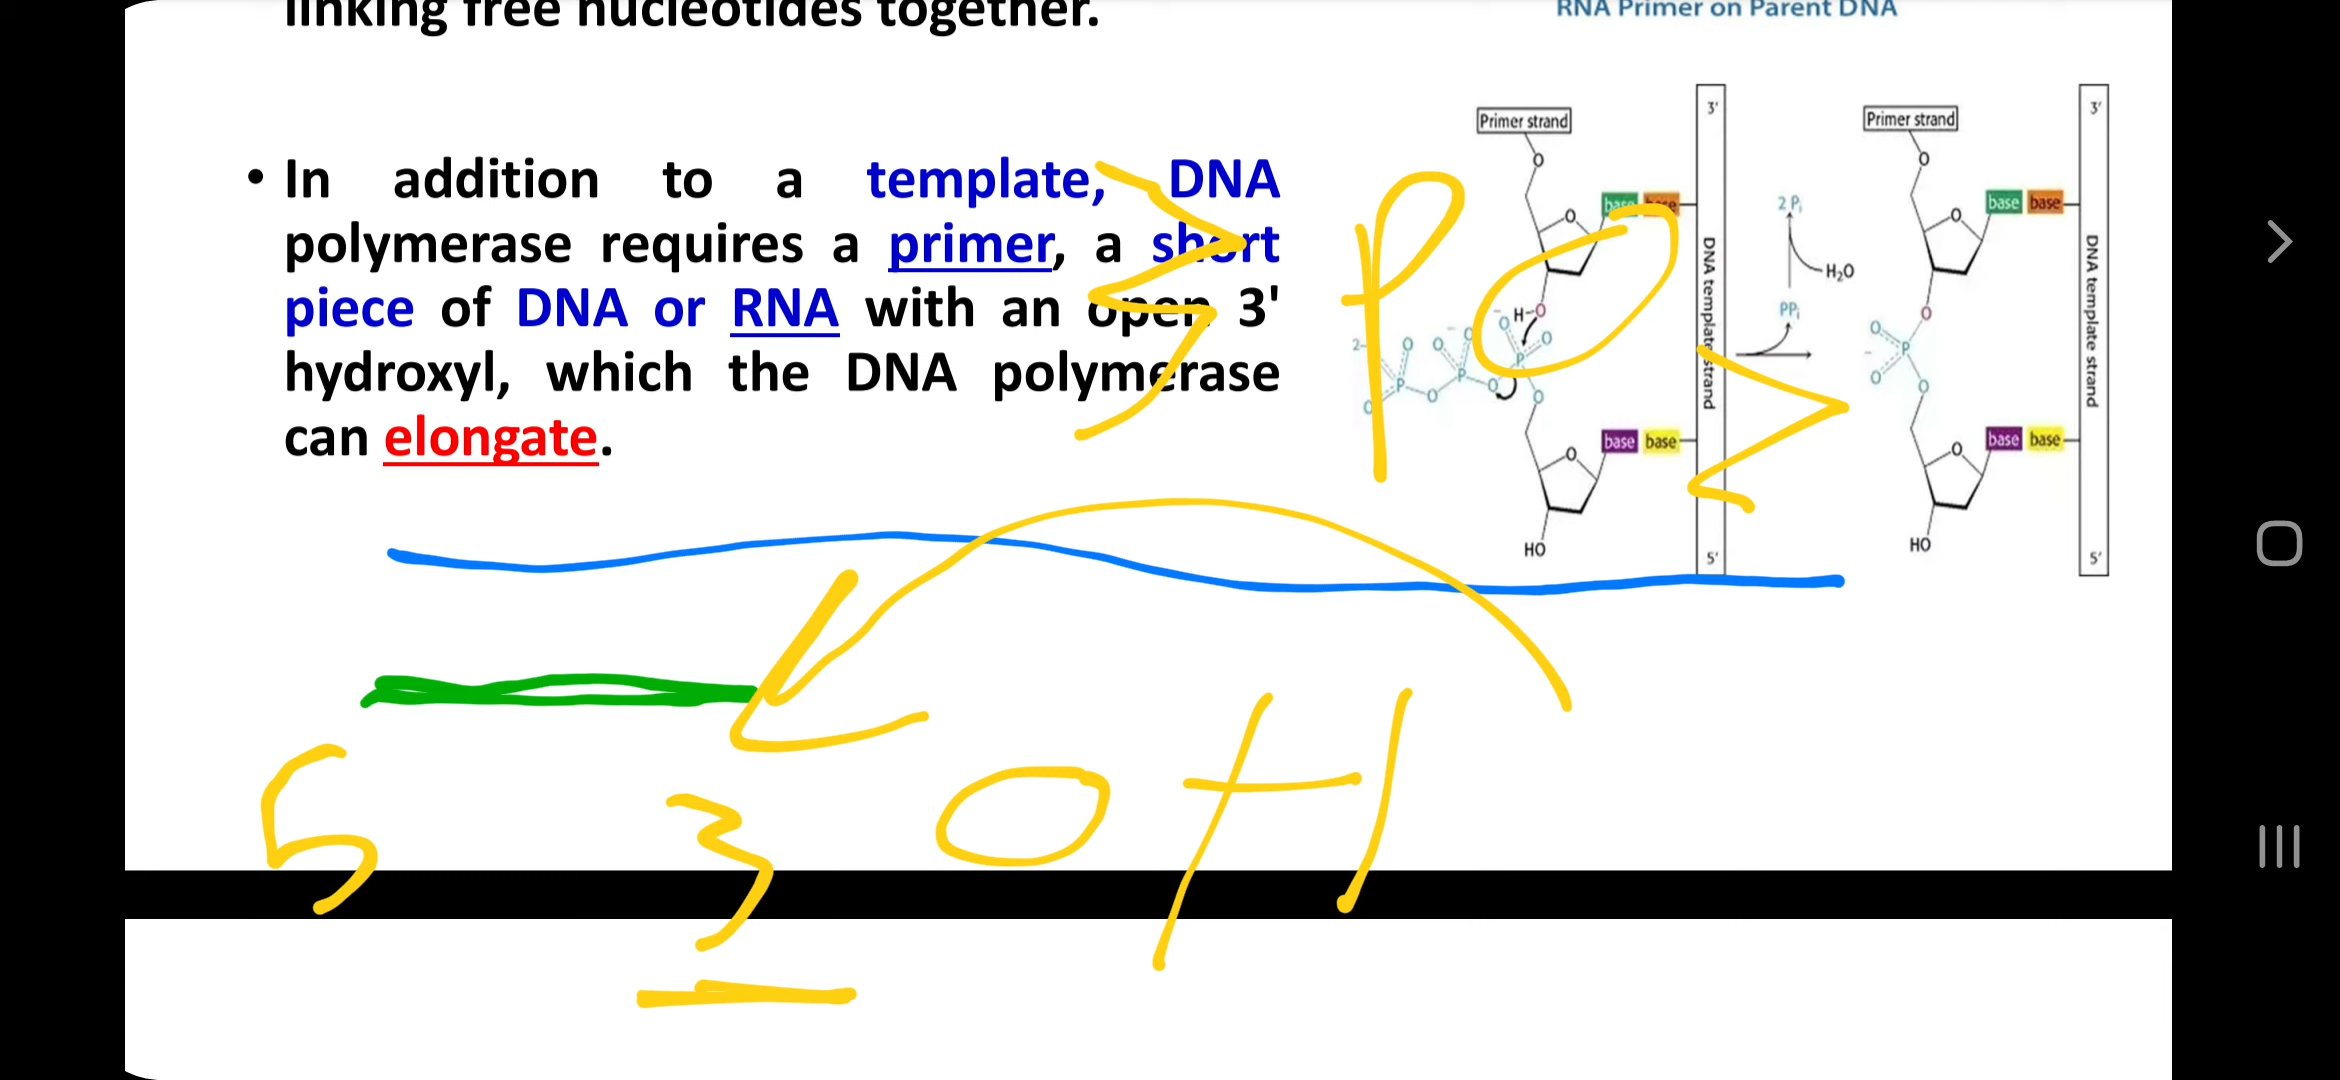 linking free nucleotides together.
RNA Primer on Parent DNA
• In addition to a template, DNA
polymerase requires a primer, a short
piece of DNA or RNA with an open 3'
hydroxyl, which the DNA polymerase
can elongate.
Primer strand
3'
O
O
base base
2 Pᵢ
H₂O
PPᵢ
H-O
O
O
O
O
O
P
P
P
O
O
O
2-
DNA template strand
O
base base
HO
5'
Primer strand
3'
O
O
base base
O
O
P
O
O
DNA template strand
O
base base
HO
5'
3
P
5
3
OH